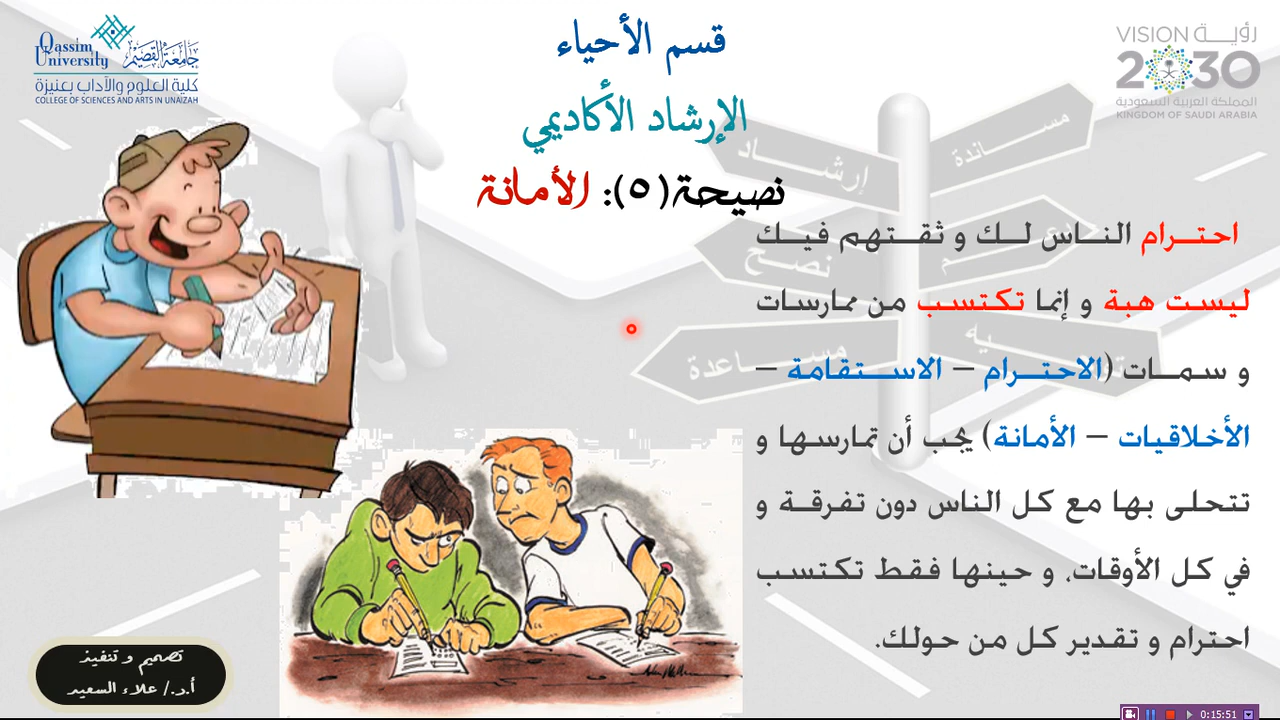 Qassim
University
جامعة القصيم
كلية العلوم والآداب بعنيزة
COLLEGE OF SCIENCES AND ARTS IN UNAIZAH
قسم الأحياء
الإرشاد الأكاديمي
نصيحة(٥): الأمانة
VISION رؤيـــة
2030
المملكة العربية السعودية
KINGDOM OF SAUDI ARABIA
مساندة
إرشاد
نصح
مساعدة
احترام الناس لك و ثقتهم فيك
ليست هبة و إنما تكتسب من ممارسات
و سمات (الاحترام – الاستقامة –
الأخلاقيات – الأمانة) يجب أن تمارسها و
تتحلى بها مع كل الناس دون تفرقة و
في كل الأوقات، و حينها فقط تكتسب
احترام و تقدير كل من حولك.
تصميم و تنفيذ
أ.د./ علاء السعيد
0:15:51